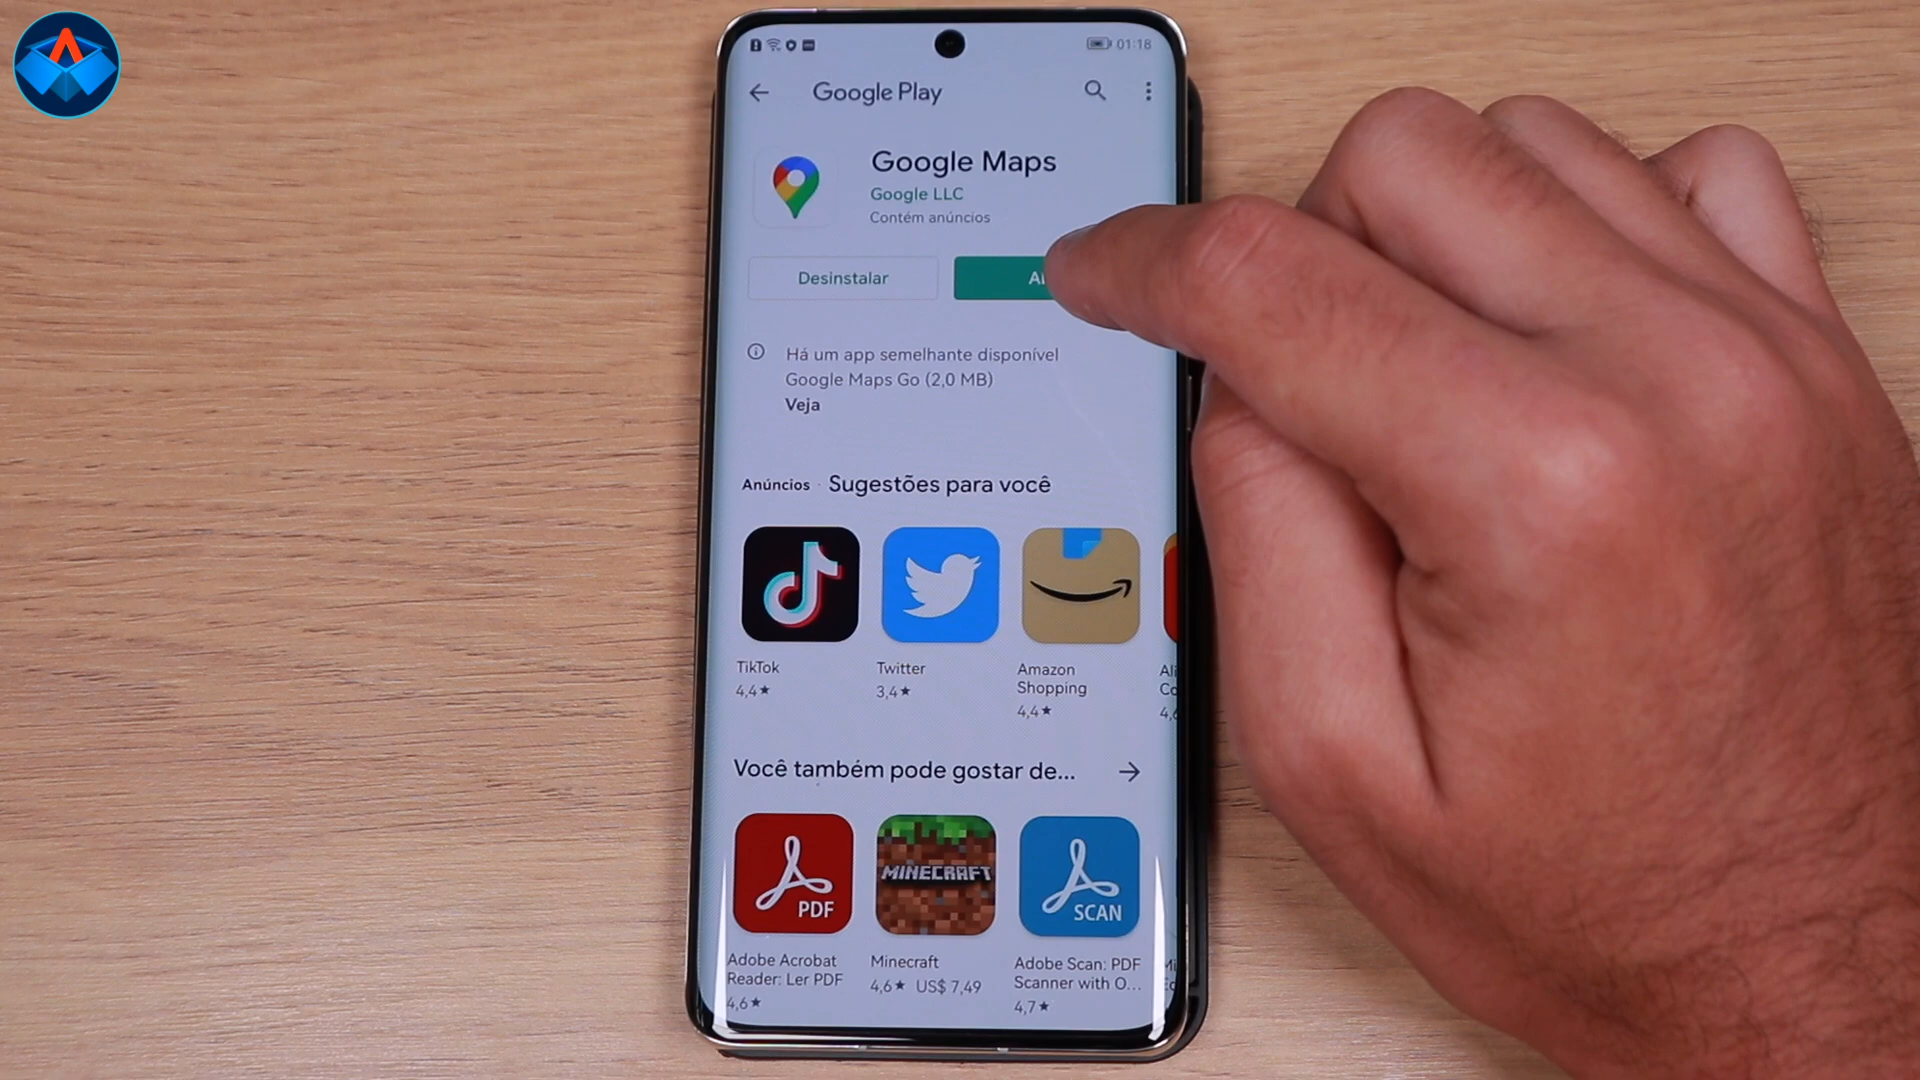 01:18
Google Play
Google Maps
Google LLC
Contém anúncios
Desinstalar
Há um app semelhante disponível
Google Maps Go (2,0 MB)
Veja
Anúncios · Sugestões para você
TikTok
4,4★
Twitter
3,4★
Amazon
Shopping
4,4★
Você também pode gostar de...
PDF
MINECRAFT
SCAN
Adobe Acrobat
Reader: Ler PDF
4,6★
Minecraft
4,6★ US$ 7,49
Adobe Scan: PDF
Scanner with O...
4,7★